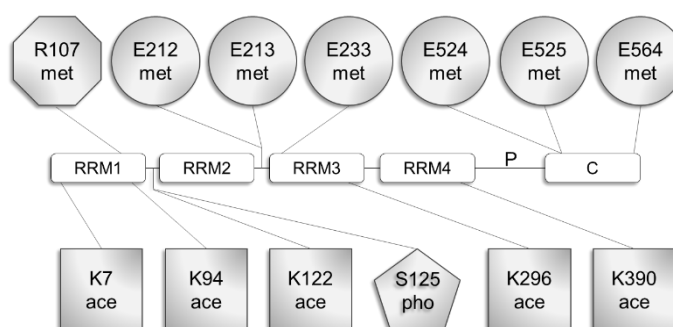 R107 E212 E213 E233 E524 E525 E564
met met met met met met met
RRM1 RRM2 RRM3 RRM4 P C
K7 K94 K122 S125 K296 K390
ace ace ace pho ace ace